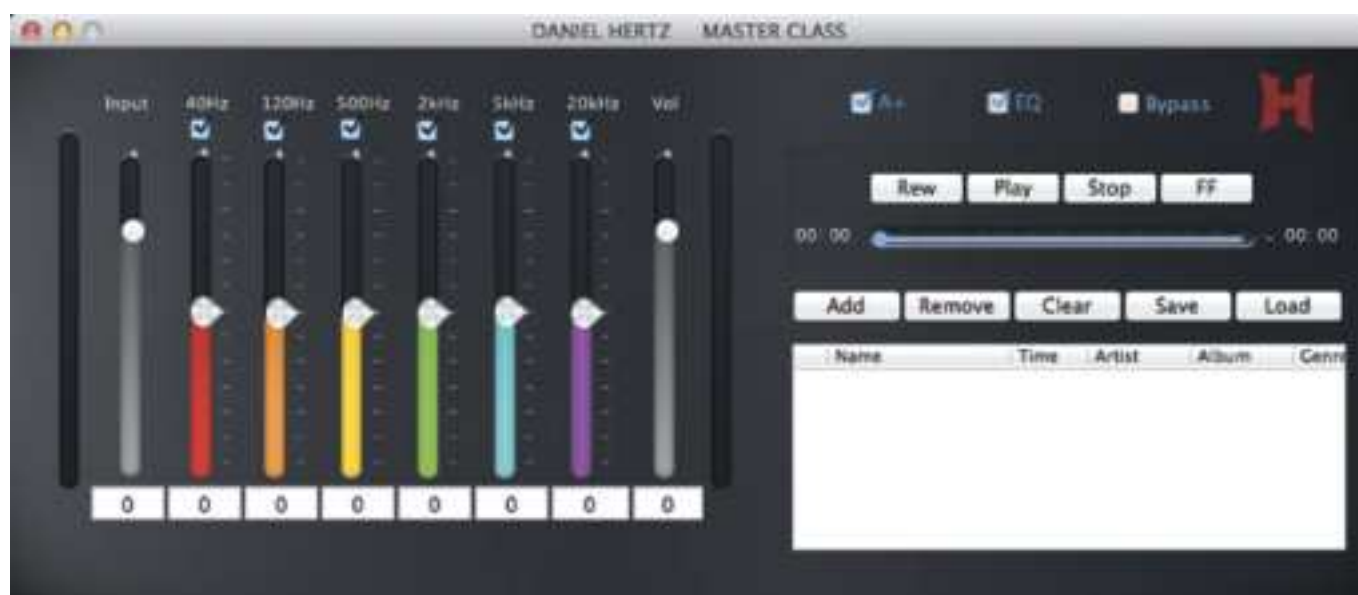 DANIEL HERTZ MASTER CLASS
Input 40Hz 120Hz 500Hz 2kHz 5kHz 20kHz Vol
A+ EQ Bypass
Rew Play Stop FF
00:00 - 00:00
Add Remove Clear Save Load
Name Time Artist Album Genre
0 0 0 0 0 0 0 0